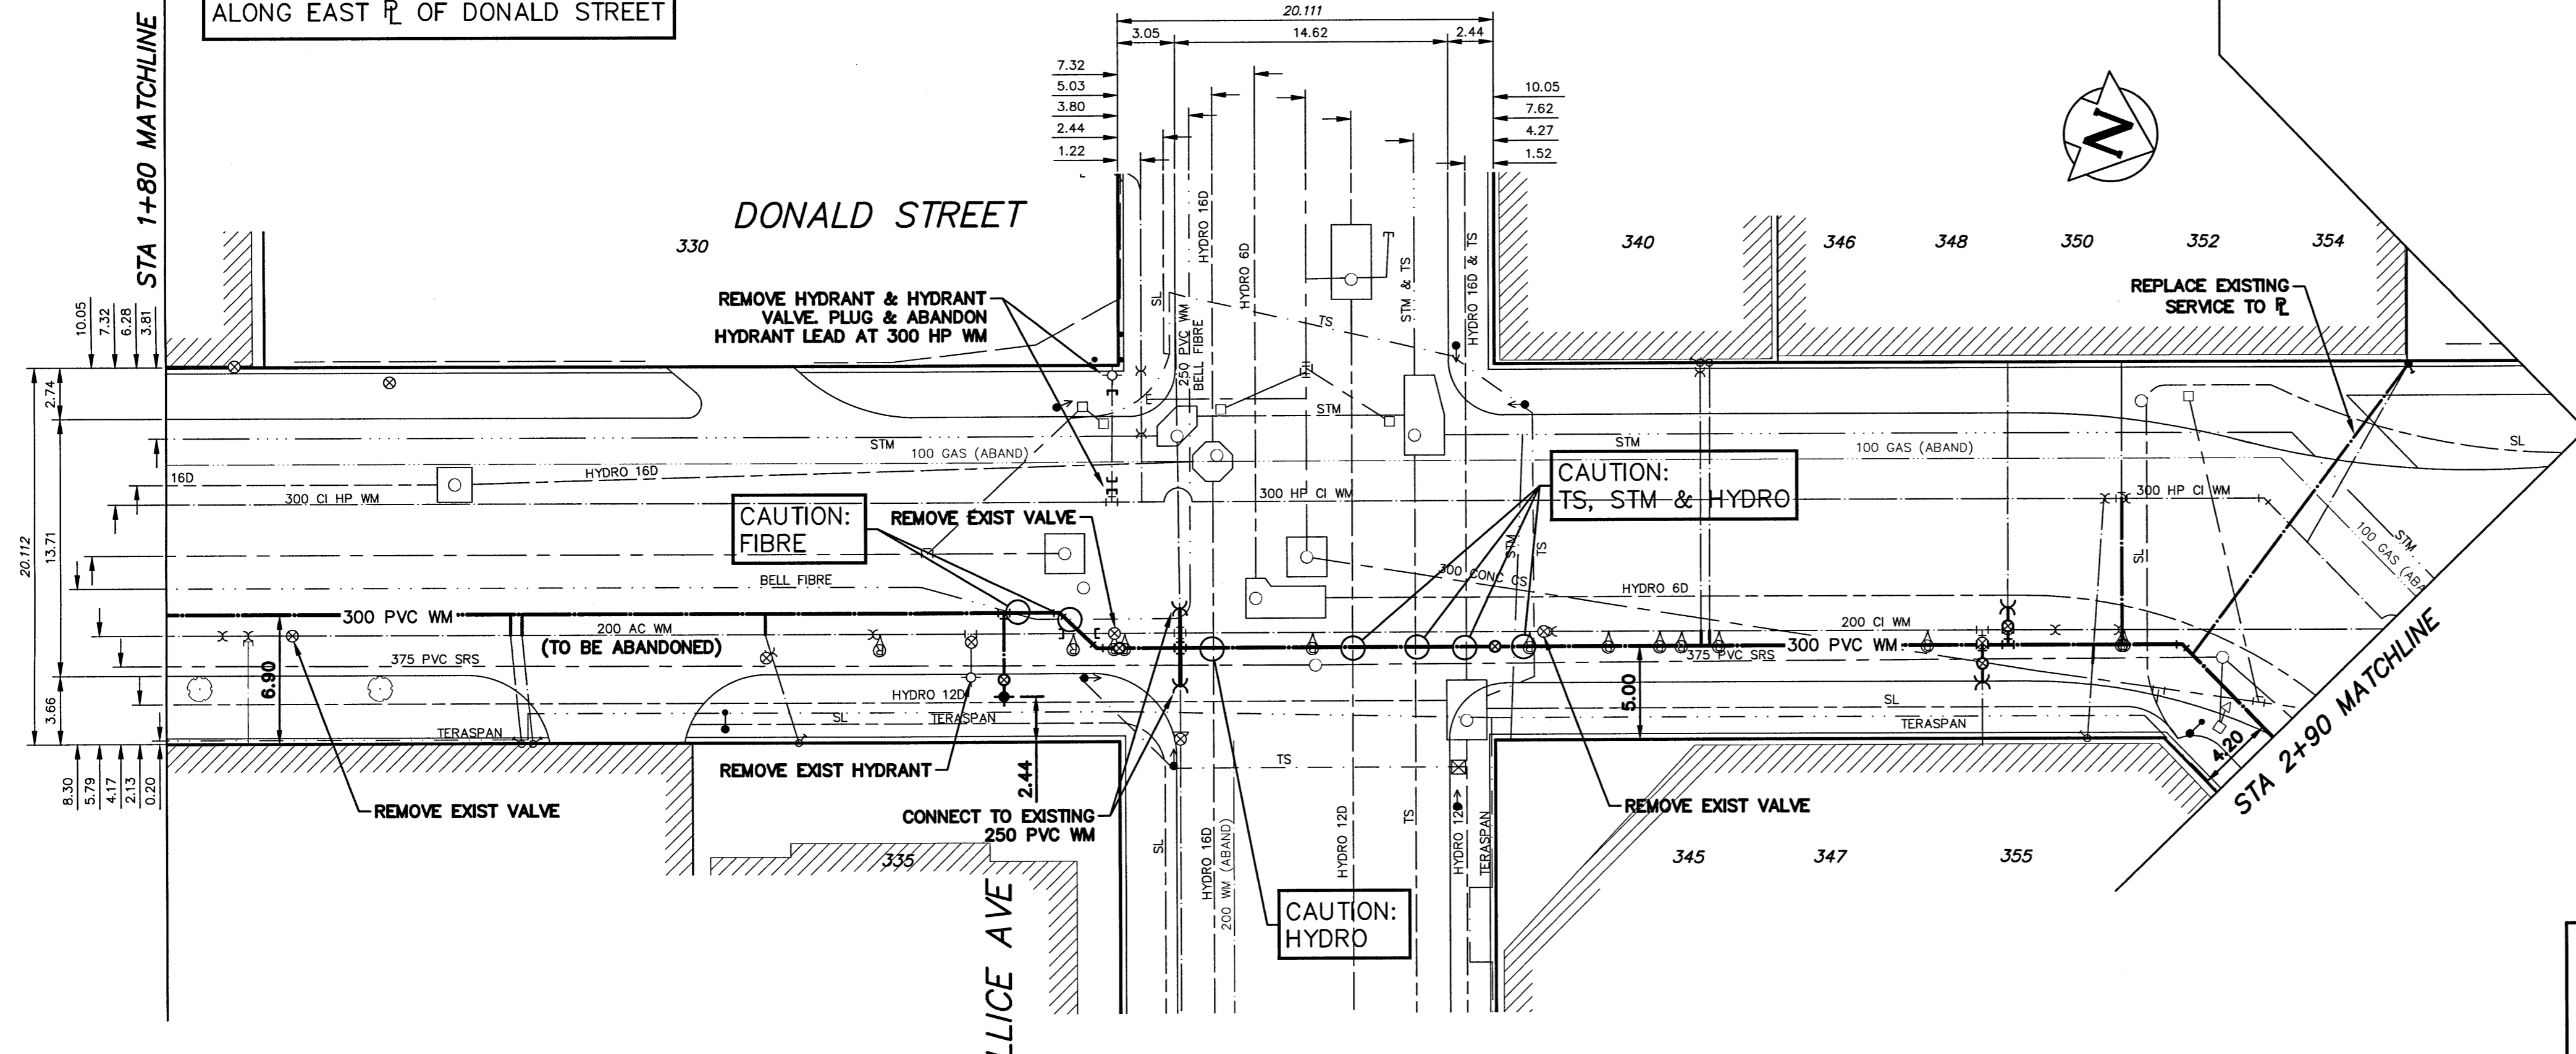 ALONG EAST ℄ OF DONALD STREET
STA 1+80 MATCHLINE
20.111
3.05
14.62
2.44
7.32
5.03
3.80
2.44
1.22
10.05
7.62
4.27
1.52
N
DONALD STREET
330
340
346
348
350
352
354
REMOVE HYDRANT & HYDRANT
VALVE. PLUG & ABANDON
HYDRANT LEAD AT 300 HP WM
REPLACE EXISTING
SERVICE TO PL
SL
250 PVC WM
BELL FIBRE
HYDRO 16D
HYDRO 6D
TS
STM & TS
HYDRO 16D & TS
10.05
7.32
6.28
3.81
20.112
2.74
13.71
3.66
STM
100 GAS (ABAND)
STM
STM
100 GAS (ABAND)
SL
16D
HYDRO 16D
300 CI HP WM
300 HP CI WM
300 HP CI WM
CAUTION:
FIBRE
REMOVE EXIST VALVE
CAUTION:
TS, STM & HYDRO
STM
TS
STM
100 GAS (ABA
SL
BELL FIBRE
300 CONC CS
HYDRO 6D
300 PVC WM
200 AC WM
(TO BE ABANDONED)
200 CI WM
300 PVC WM
375 PVC SRS
375 PVC SRS
6.90
5.00
HYDRO 12D
SL
TERASPAN
TERASPAN
SL
TERASPAN
4.20
STA 2+90 MATCHLINE
8.30
5.79
4.17
2.13
0.20
REMOVE EXIST VALVE
REMOVE EXIST HYDRANT
2.44
TS
CONNECT TO EXISTING
250 PVC WM
REMOVE EXIST VALVE
SL
HYDRO 16D
200 WM (ABAND)
HYDRO 12D
TS
HYDRO 12D
TERASPAN
335
345
347
355
LLICE AVE
CAUTION:
HYDRO